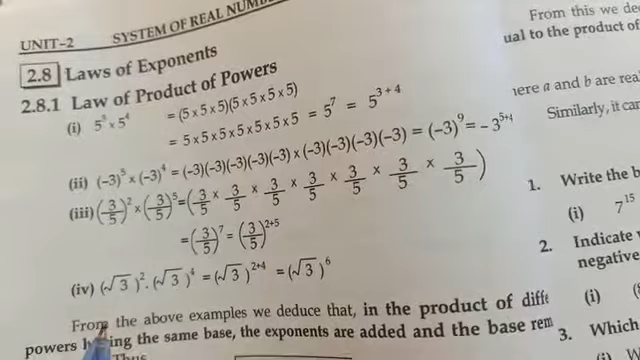 UNIT-2 SYSTEM OF REAL NUMBE
2.8 Laws of Exponents
2.8.1 Law of Product of Powers
(i) 5³ × 5⁴ = (5 x 5 x 5)(5 x 5 x 5 x 5)
= 5 x 5 x 5 x 5 x 5 x 5 x 5 = 5⁷ = 5³⁺⁴
(ii) (−3)⁵ × (−3)⁴ = (−3)(−3)(−3)(−3)(−3) × (−3)(−3)(−3)(−3) = (−3)⁹ = − 3⁵⁺⁴
(iii) (3/5)² × (3/5)⁵ = (3/5 × 3/5 × 3/5 × 3/5 × 3/5 × 3/5 × 3/5)
= (3/5)⁷ = (3/5)²⁺⁵
(iv) (√3)² . (√3)⁴ = (√3)²⁺⁴ = (√3)⁶
From the above examples we deduce that, in the product of diffe
powers the same base, the exponents are added and the base rem
Thus
From this we de
ual to the product of
here a and b are rea
Similarly, it ca
1. Write the b
(i) 7¹⁵
2. Indicate
negative
(i)
3. Which
(i)